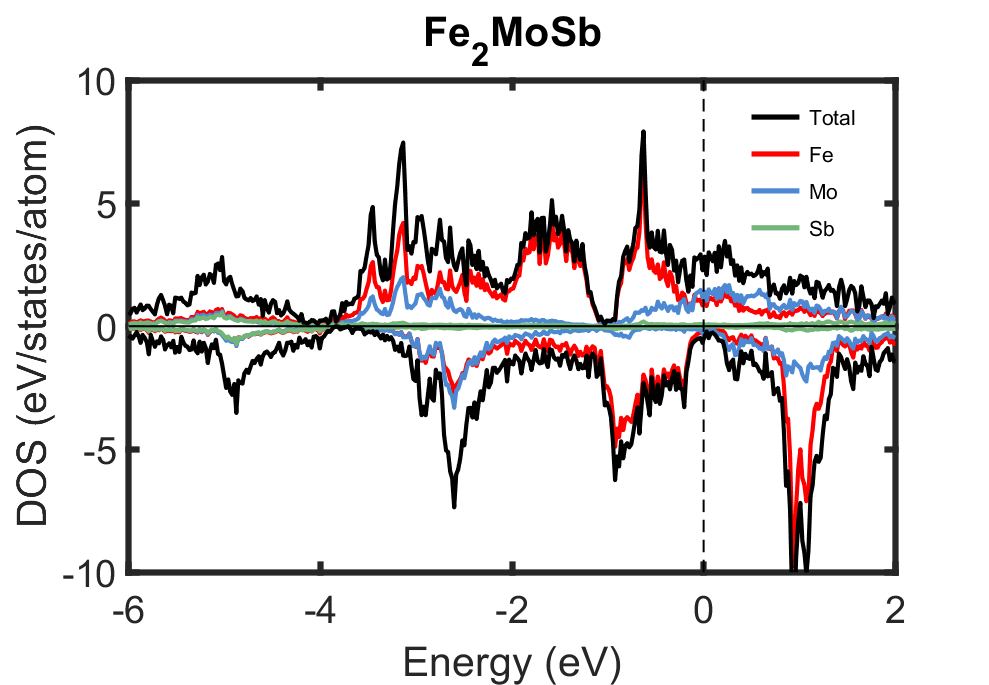 Fe2MoSb
DOS (eV/states/atom)
10
5
0
-5
-10
Total
Fe
Mo
Sb
-6
-4
-2
0
2
Energy (eV)